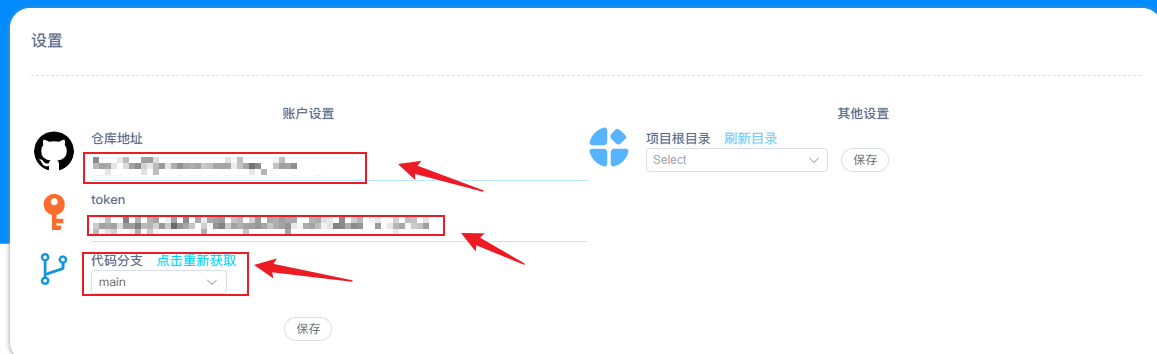 设置
账户设置
仓库地址
token
代码分支 点击重新获取
main
保存
其他设置
项目根目录 刷新目录
Select
保存